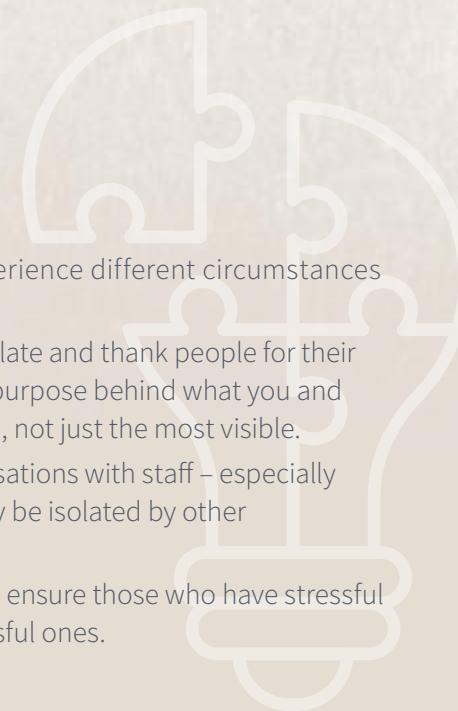 erience different circumstances
late and thank people for their
purpose behind what you and
, not just the most visible.
sations with staff – especially
y be isolated by other
ensure those who have stressful
sful ones.